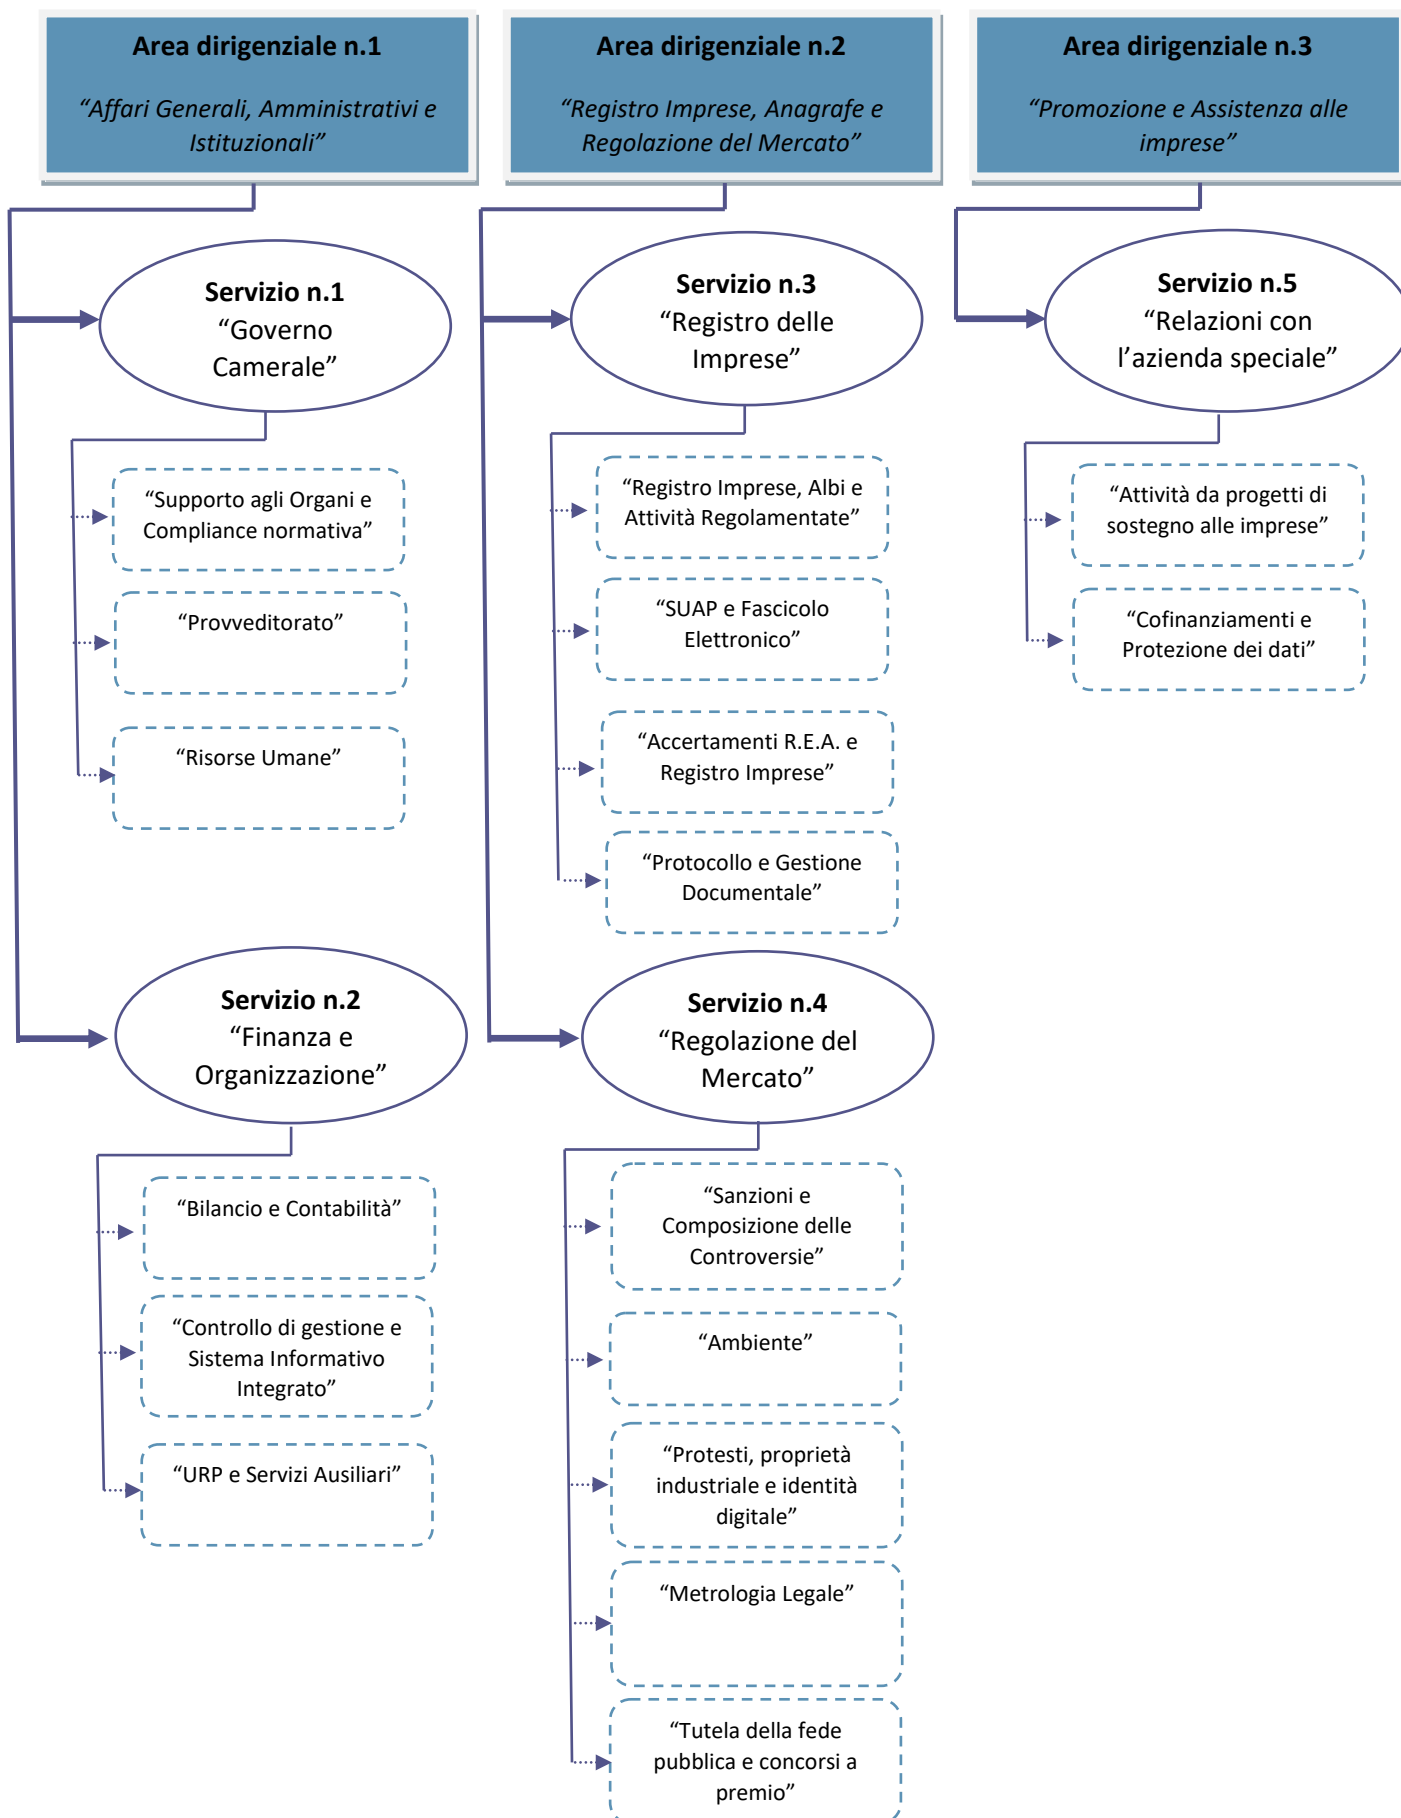 Area dirigenziale n.1
“Affari Generali, Amministrativi e
Istituzionali”
Servizio n.1
“Governo
Camerale”
“Supporto agli Organi e
Compliance normativa”
“Provveditorato”
“Risorse Umane”
Servizio n.2
“Finanza e
Organizzazione”
“Bilancio e Contabilità”
“Controllo di gestione e
Sistema Informativo
Integrato”
“URP e Servizi Ausiliari”
Area dirigenziale n.2
“Registro Imprese, Anagrafe e
Regolazione del Mercato”
Servizio n.3
“Registro delle
Imprese”
“Registro Imprese, Albi e
Attività Regolamentate”
“SUAP e Fascicolo
Elettronico”
“Accertamenti R.E.A. e
Registro Imprese”
“Protocollo e Gestione
Documentale”
Servizio n.4
“Regolazione del
Mercato”
“Sanzioni e
Composizione delle
Controversie”
“Ambiente”
“Protesti, proprietà
industriale e identità
digitale”
“Metrologia Legale”
“Tutela della fede
pubblica e concorsi a
premio”
Area dirigenziale n.3
“Promozione e Assistenza alle
imprese”
Servizio n.5
“Relazioni con
l’azienda speciale”
“Attività da progetti di
sostegno alle imprese”
“Cofinanziamenti e
Protezione dei dati”